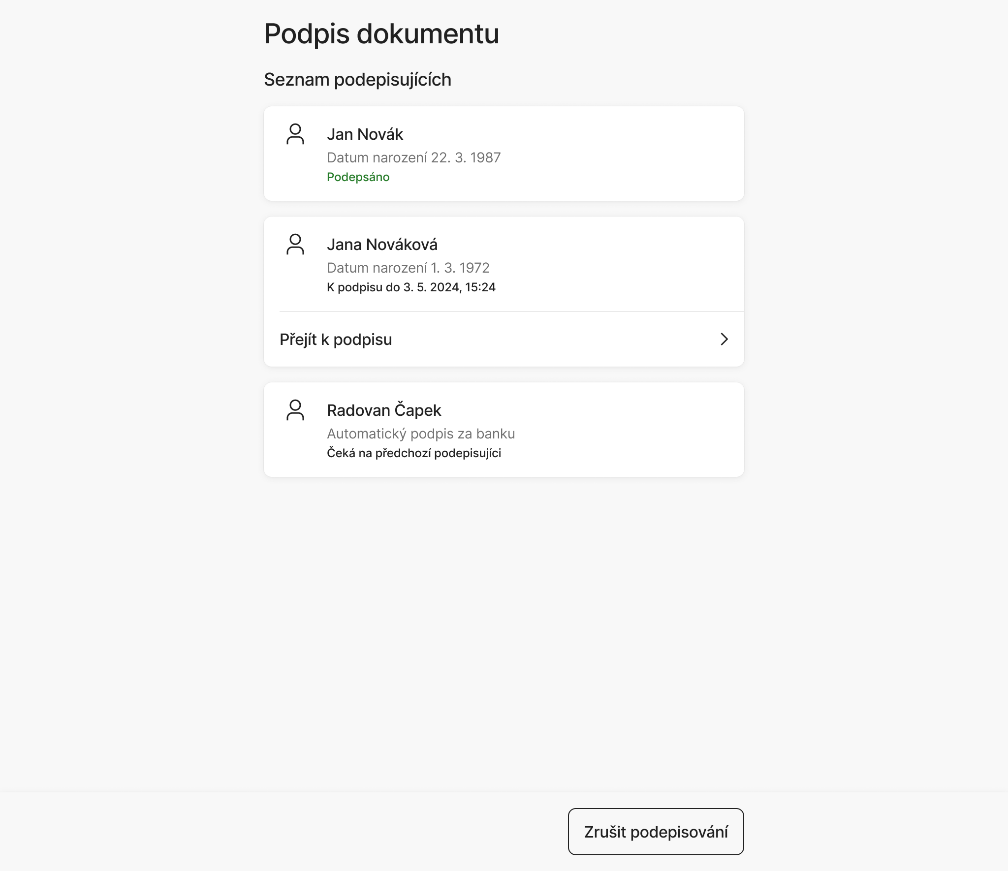 Podpis dokumentu
Seznam podepisujících
Jan Novák
Datum narození 22. 3. 1987
Podepsáno
Jana Nováková
Datum narození 1. 3. 1972
K podpisu do 3. 5. 2024, 15:24
Přejít k podpisu
Radovan Čapek
Automatický podpis za banku
Čeká na předchozí podepisujíci
Zrušit podepisování